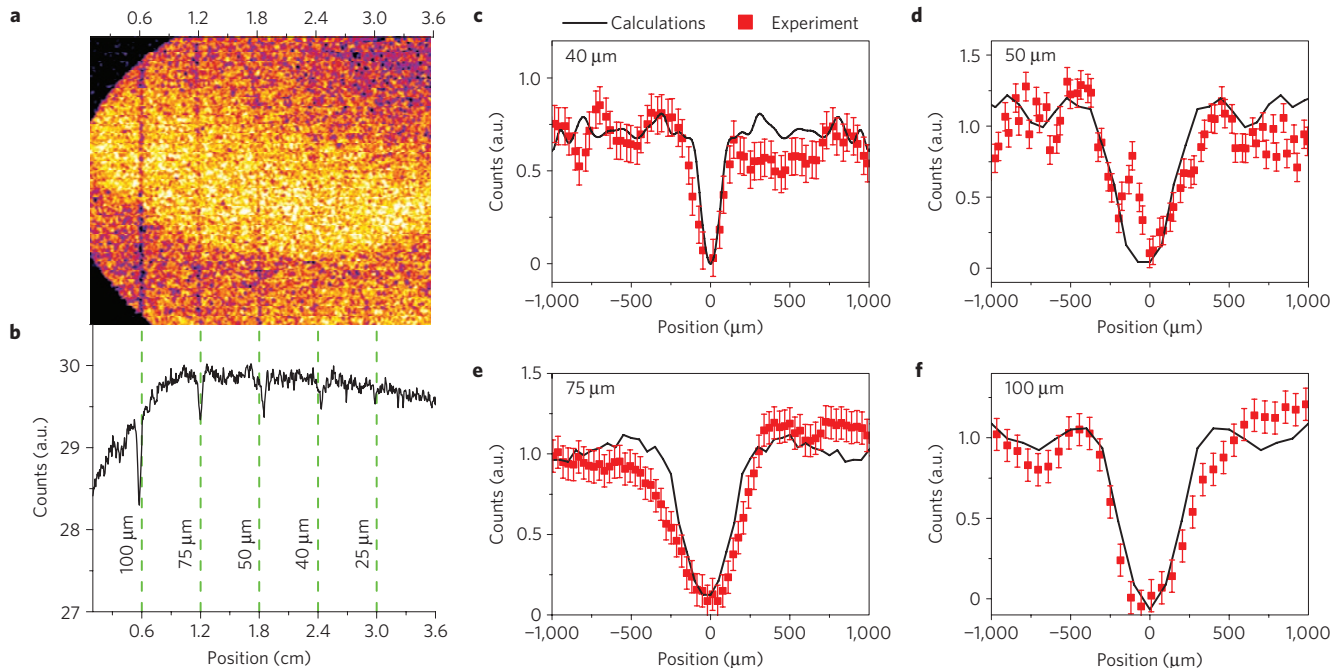 a
0.6 1.2 1.8 2.4 3.0 3.6
b
30
29
28
27
Counts (a.u.)
100 µm
75 µm
50 µm
40 µm
25 µm
0.6 1.2 1.8 2.4 3.0 3.6
Position (cm)
Calculations Experiment
c
40 µm
1.0
0.5
0
Counts (a.u.)
−1,000 −500 0 500 1,000
Position (µm)
d
50 µm
1.5
1.0
0.5
0
Counts (a.u.)
−1,000 −500 0 500 1,000
Position (µm)
e
75 µm
1.5
1.0
0.5
0
Counts (a.u.)
−1,000 −500 0 500 1,000
Position (µm)
f
100 µm
1.0
0.5
0
Counts (a.u.)
−1,000 −500 0 500 1,000
Position (µm)